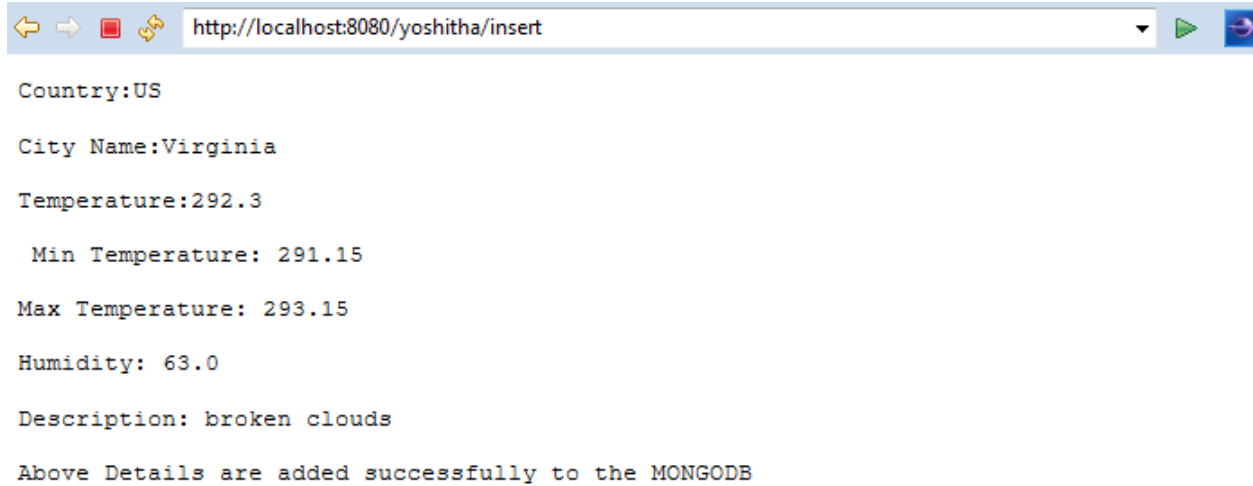 http://localhost:8080/yoshitha/insert
Country:US
City Name:Virginia
Temperature:292.3
Min Temperature: 291.15
Max Temperature: 293.15
Humidity: 63.0
Description: broken clouds
Above Details are added successfully to the MONGODB